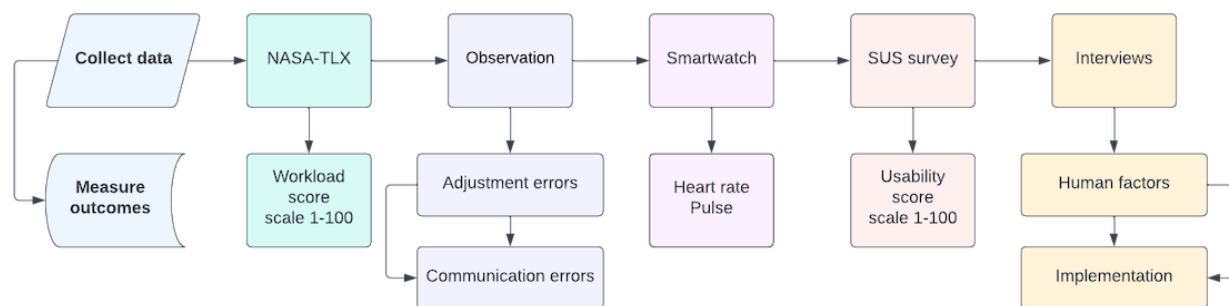 Collect data
NASA-TLX
Observation
Smartwatch
SUS survey
Interviews
Measure
outcomes
Workload
score
scale 1-100
Adjustment errors
Heart rate
Pulse
Usability
score
scale 1-100
Human factors
Communication errors
Implementation